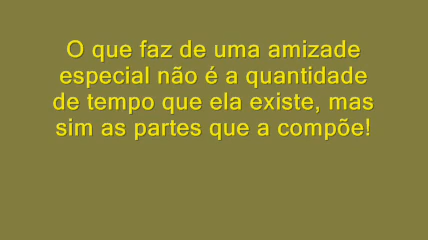 O que faz de uma amizade
especial não é a quantidade
de tempo que ela existe, mas
sim as partes que a compõe!